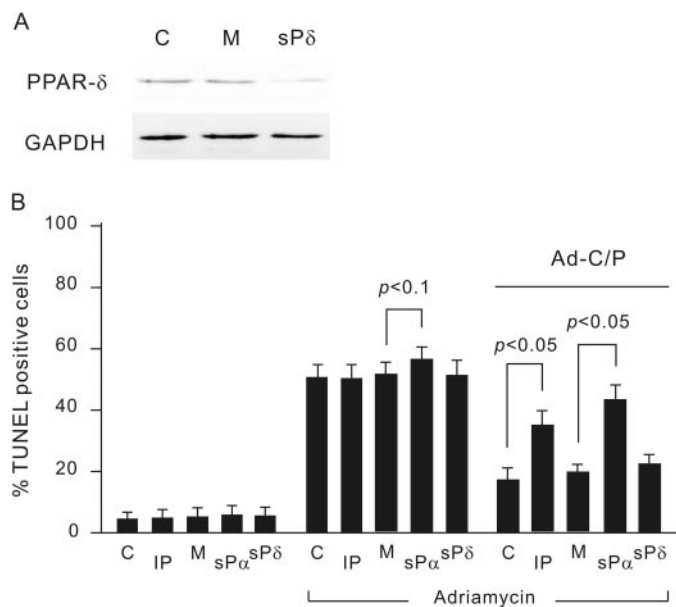 A
C M sPδ
PPAR-δ
GAPDH
B
% TUNEL positive cells
100
80
60
40
20
0
Ad-C/P
p<0.1
p<0.05
p<0.05
C IP M sPα sPδ C IP M sPα sPδ C IP M sPα sPδ
Adriamycin